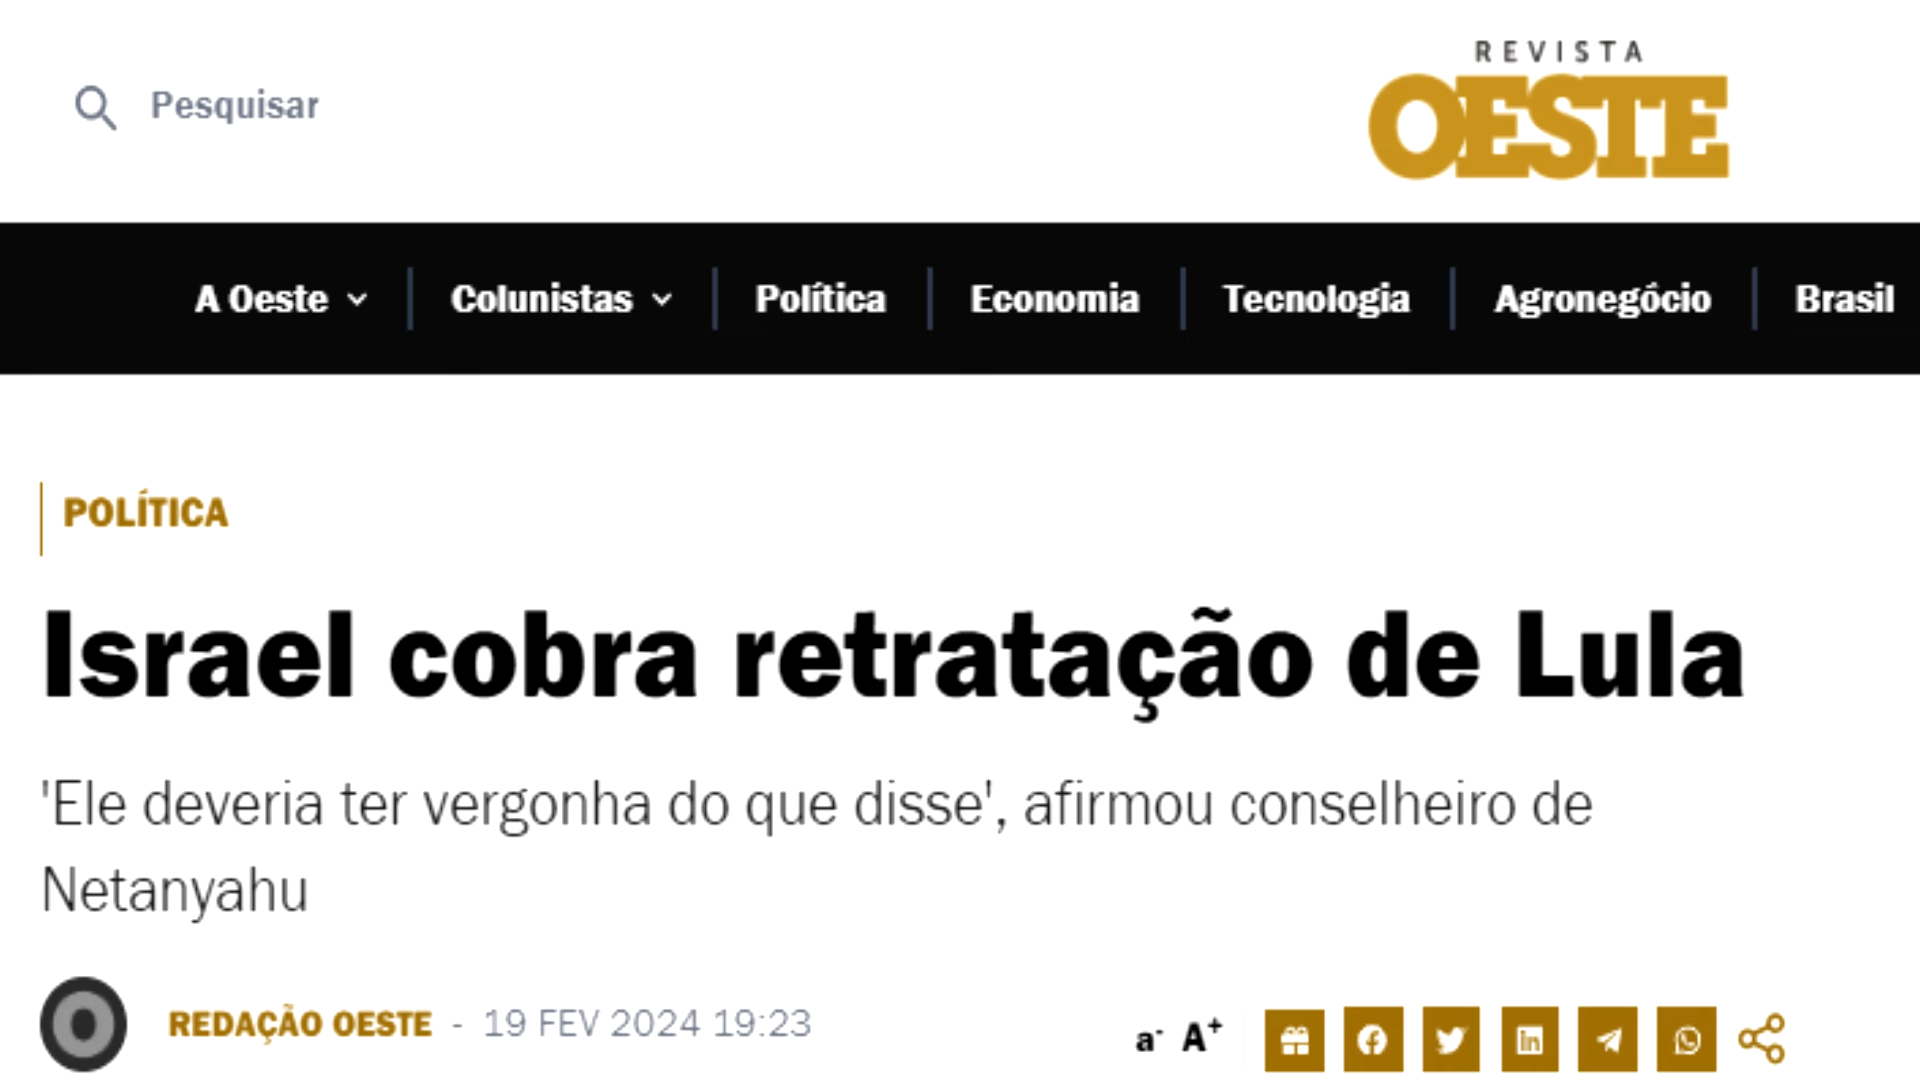 Pesquisar
REVISTA
OESTE
A Oeste
Colunistas
Política
Economia
Tecnologia
Agronegócio
Brasil
POLÍTICA
Israel cobra retratação de Lula
'Ele deveria ter vergonha do que disse', afirmou conselheiro de
Netanyahu
REDAÇÃO OESTE - 19 FEV 2024 19:23
a- A+